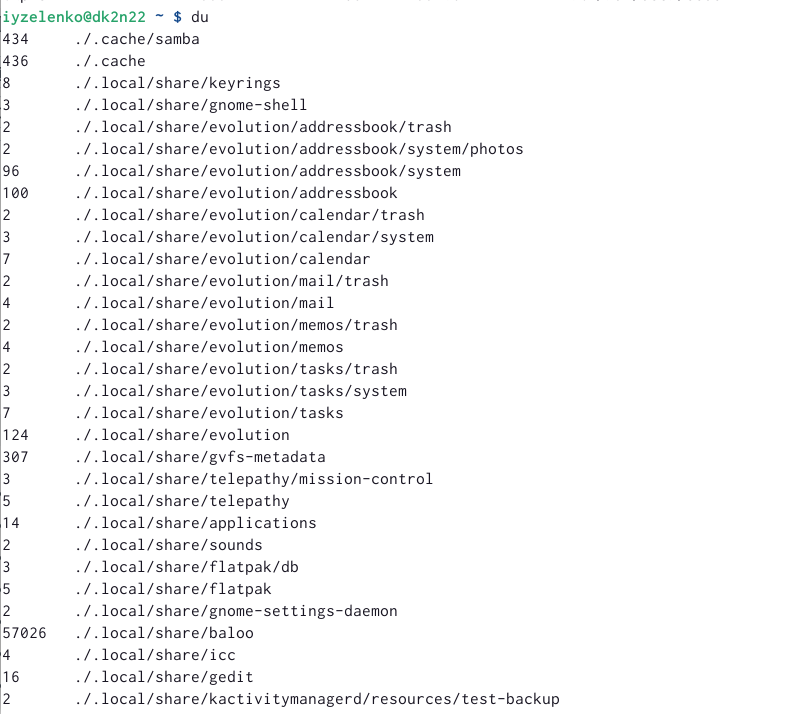 iyzelenko@dk2n22 ~ $ du
434 ./.cache/samba
436 ./.cache
8 ./.local/share/keyrings
3 ./.local/share/gnome-shell
2 ./.local/share/evolution/addressbook/trash
2 ./.local/share/evolution/addressbook/system/photos
96 ./.local/share/evolution/addressbook/system
100 ./.local/share/evolution/addressbook
2 ./.local/share/evolution/calendar/trash
3 ./.local/share/evolution/calendar/system
7 ./.local/share/evolution/calendar
2 ./.local/share/evolution/mail/trash
4 ./.local/share/evolution/mail
2 ./.local/share/evolution/memos/trash
4 ./.local/share/evolution/memos
2 ./.local/share/evolution/tasks/trash
3 ./.local/share/evolution/tasks/system
7 ./.local/share/evolution/tasks
124 ./.local/share/evolution
307 ./.local/share/gvfs-metadata
3 ./.local/share/telepathy/mission-control
5 ./.local/share/telepathy
14 ./.local/share/applications
2 ./.local/share/sounds
3 ./.local/share/flatpak/db
5 ./.local/share/flatpak
2 ./.local/share/gnome-settings-daemon
57026 ./.local/share/baloo
4 ./.local/share/icc
16 ./.local/share/gedit
2 ./.local/share/kactivitymanagerd/resources/test-backup